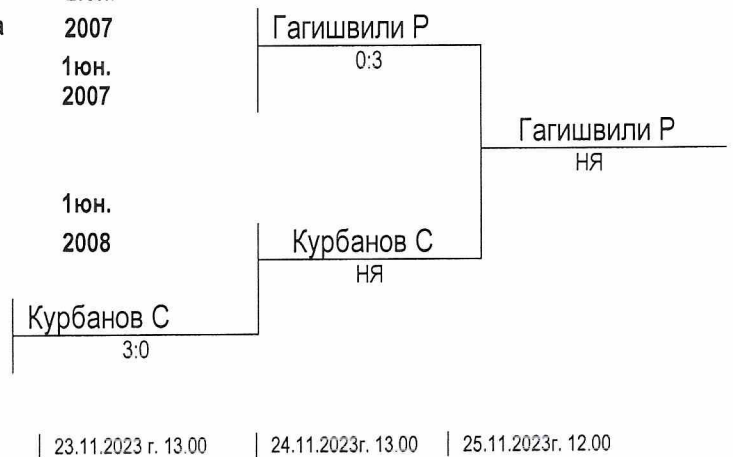 а 2007 Гагишвили Р
0:3
1юн.
2007
Гагишвили Р
НЯ
1юн.
2008 Курбанов С
НЯ
Курбанов С
3:0
23.11.2023 г. 13.00 24.11.2023г. 13.00 25.11.2023г. 12.00